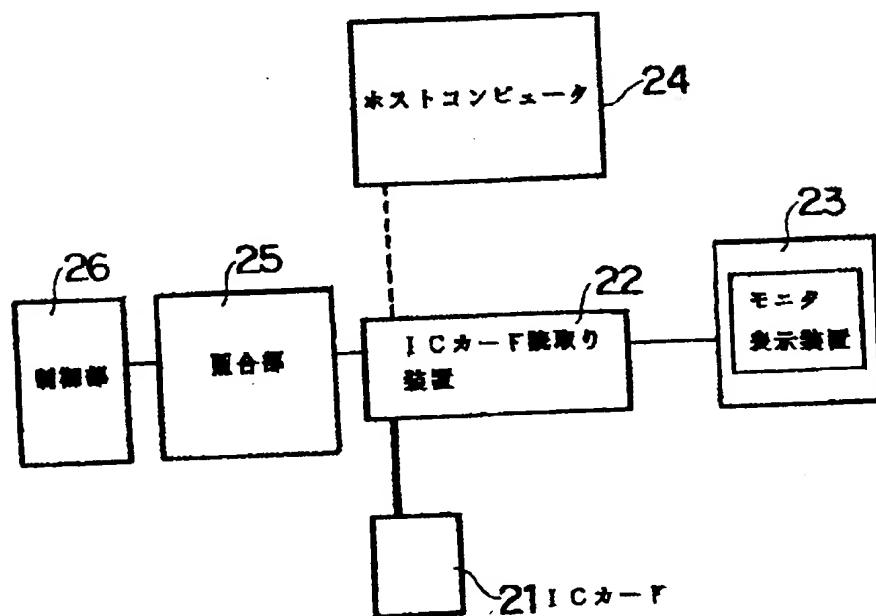 ホストコンピュータ
24
23
モニタ
表示装置
26
25
22
制御部
照合部
ICカード読取り
装置
21 ICカード